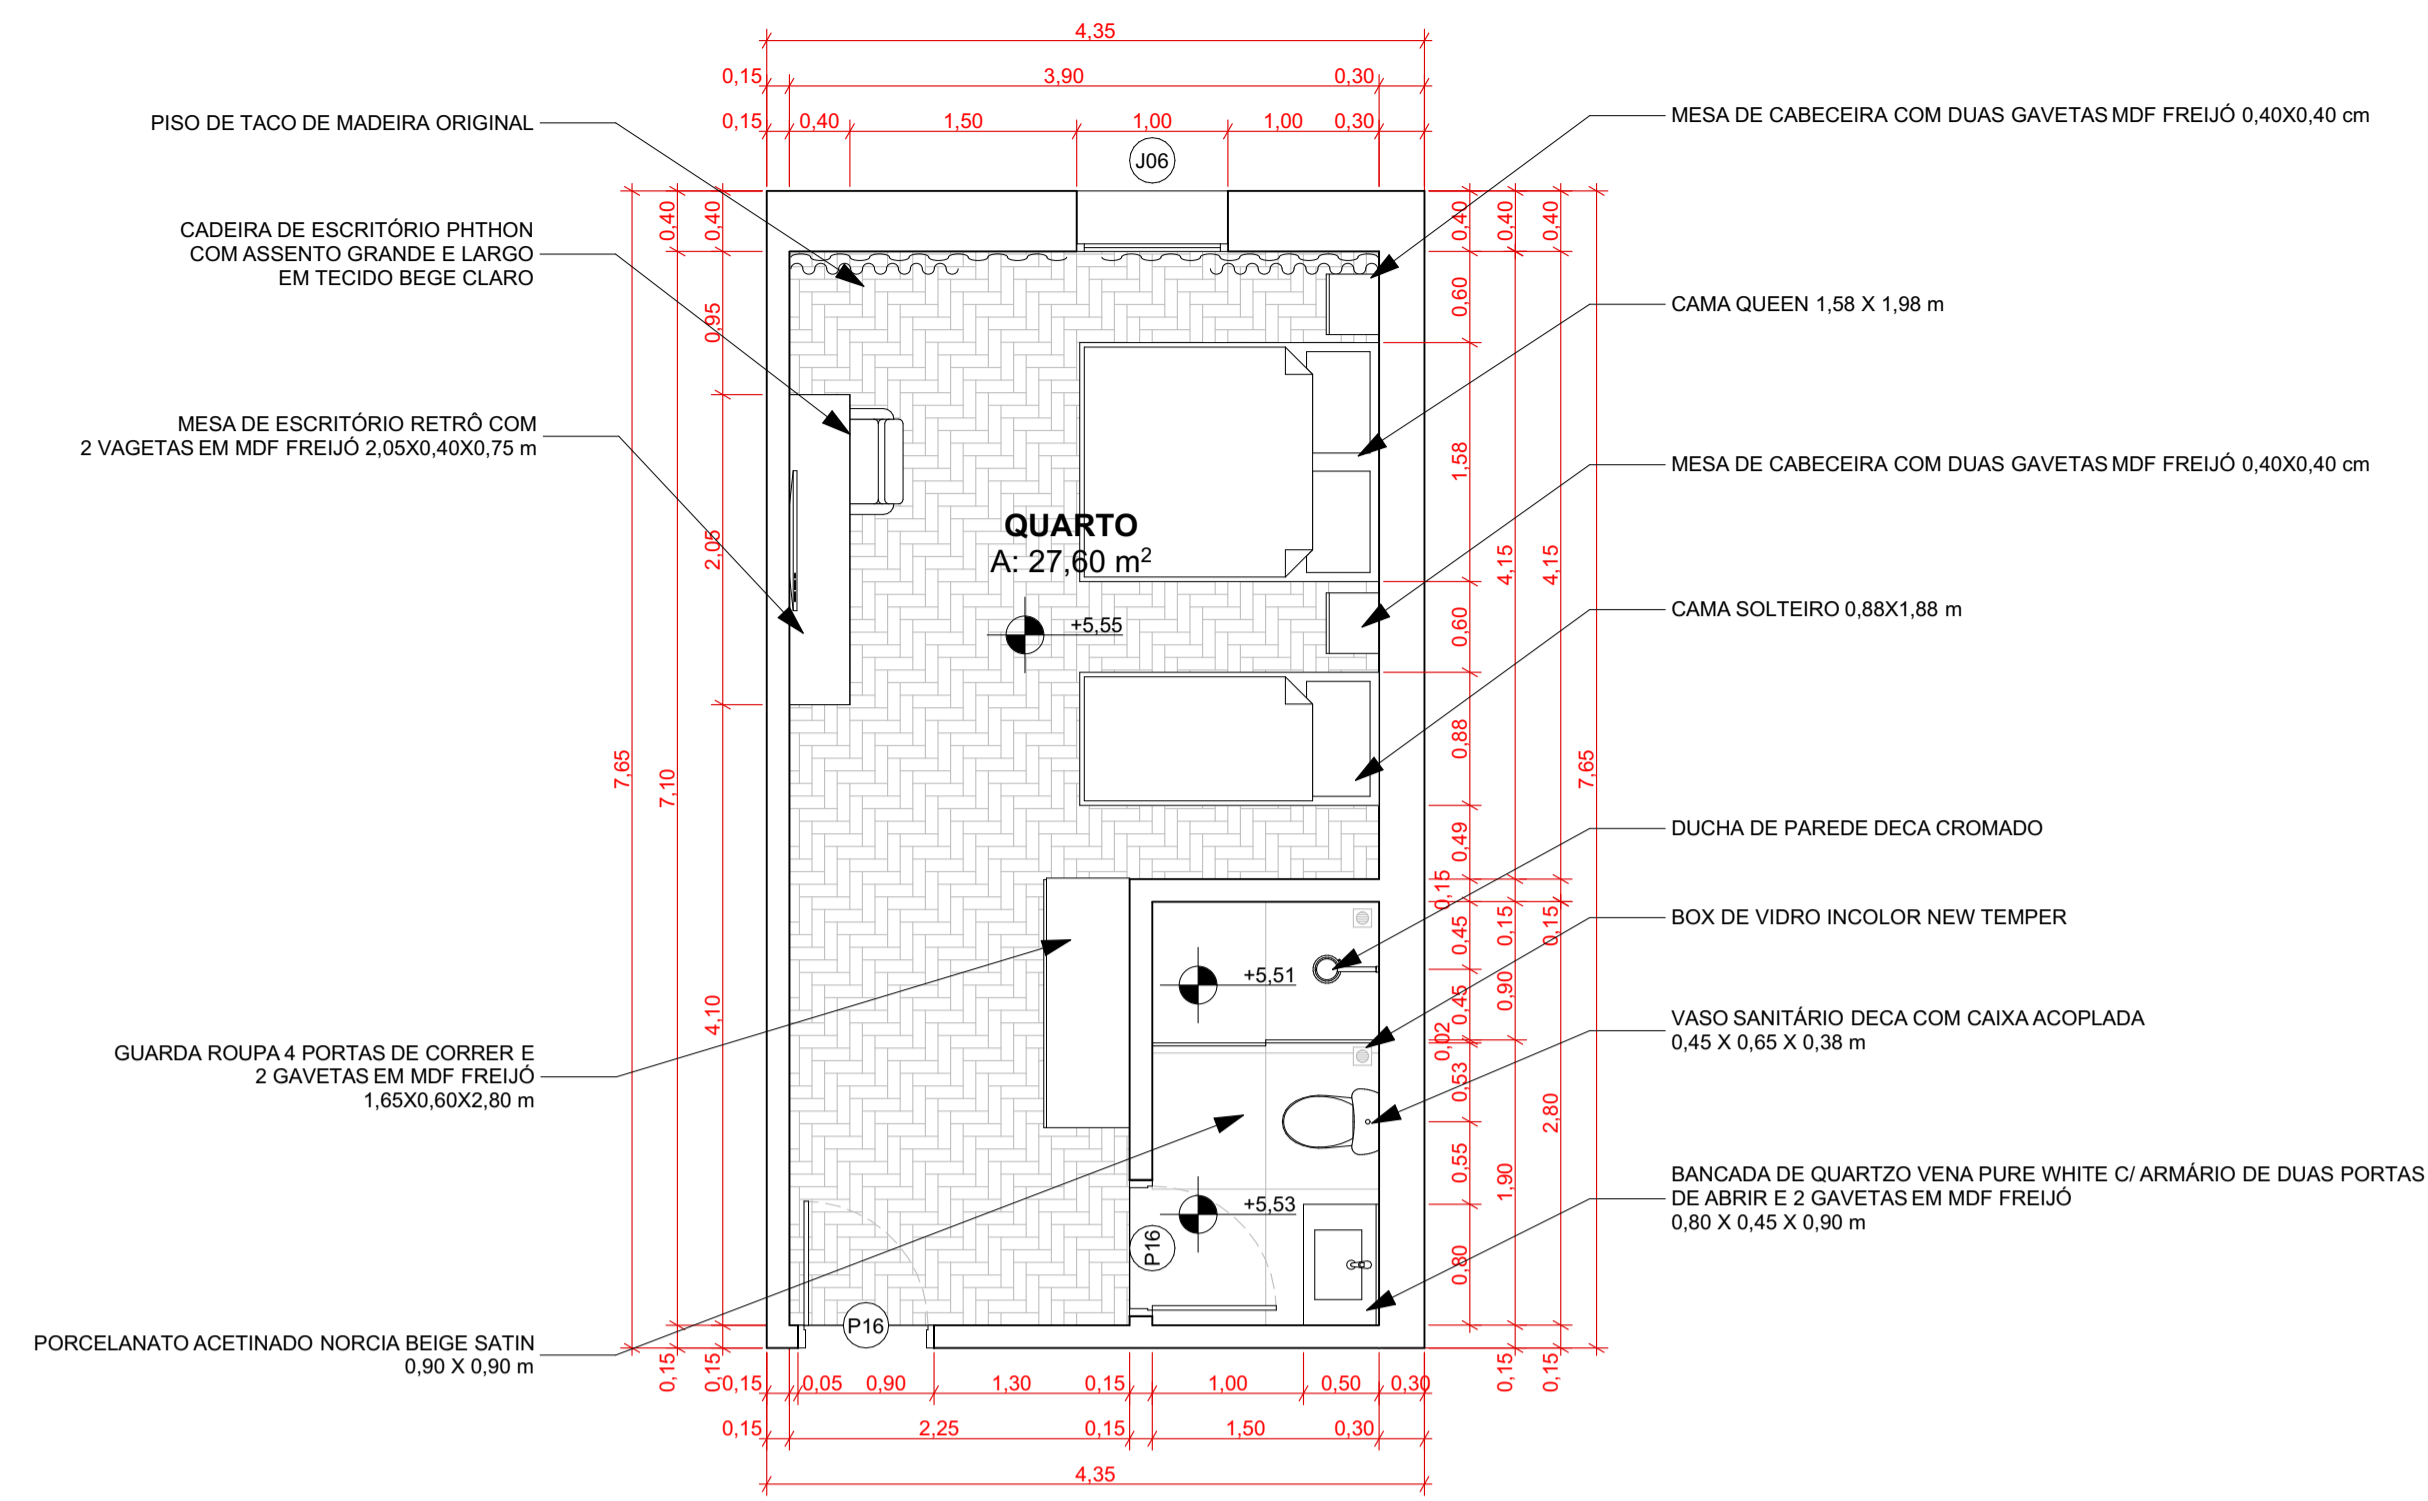 4,35
0,15 3,90 0,30
0,15 0,40 1,50 1,00 1,00 0,30
J06
PISO DE TACO DE MADEIRA ORIGINAL
CADEIRA DE ESCRITÓRIO PHTHON
COM ASSENTO GRANDE E LARGO
EM TECIDO BEGE CLARO
MESA DE ESCRITÓRIO RETRÔ COM
2 VAGETAS EM MDF FREIJÓ 2,05X0,40X0,75 m
GUARDA ROUPA 4 PORTAS DE CORRER E
2 GAVETAS EM MDF FREIJÓ
1,65X0,60X2,80 m
PORCELANATO ACETINADO NORCIA BEIGE SATIN
0,90 X 0,90 m
7,65
0,40 7,10 0,15
0,40 0,95 2,05 4,10 0,15
QUARTO
A: 27,60 m²
+5,55
+5,51
+5,53
P16
P16
0,40 0,60 1,58 0,60 0,88 0,49 0,15 0,45 0,45 0,02 0,53 0,55 0,80
0,40 4,15 0,15 0,90 1,90 0,15
0,40 4,15 0,15 2,80 0,15
7,65
MESA DE CABECEIRA COM DUAS GAVETAS MDF FREIJÓ 0,40X0,40 cm
CAMA QUEEN 1,58 X 1,98 m
MESA DE CABECEIRA COM DUAS GAVETAS MDF FREIJÓ 0,40X0,40 cm
CAMA SOLTEIRO 0,88X1,88 m
DUCHA DE PAREDE DECA CROMADO
BOX DE VIDRO INCOLOR NEW TEMPER
VASO SANITÁRIO DECA COM CAIXA ACOPLADA
0,45 X 0,65 X 0,38 m
BANCADA DE QUARTZO VENA PURE WHITE C/ ARMÁRIO DE DUAS PORTAS
DE ABRIR E 2 GAVETAS EM MDF FREIJÓ
0,80 X 0,45 X 0,90 m
0,15 0,05 0,90 1,30 0,15 1,00 0,50 0,30
0,15 2,25 0,15 1,50 0,30
4,35